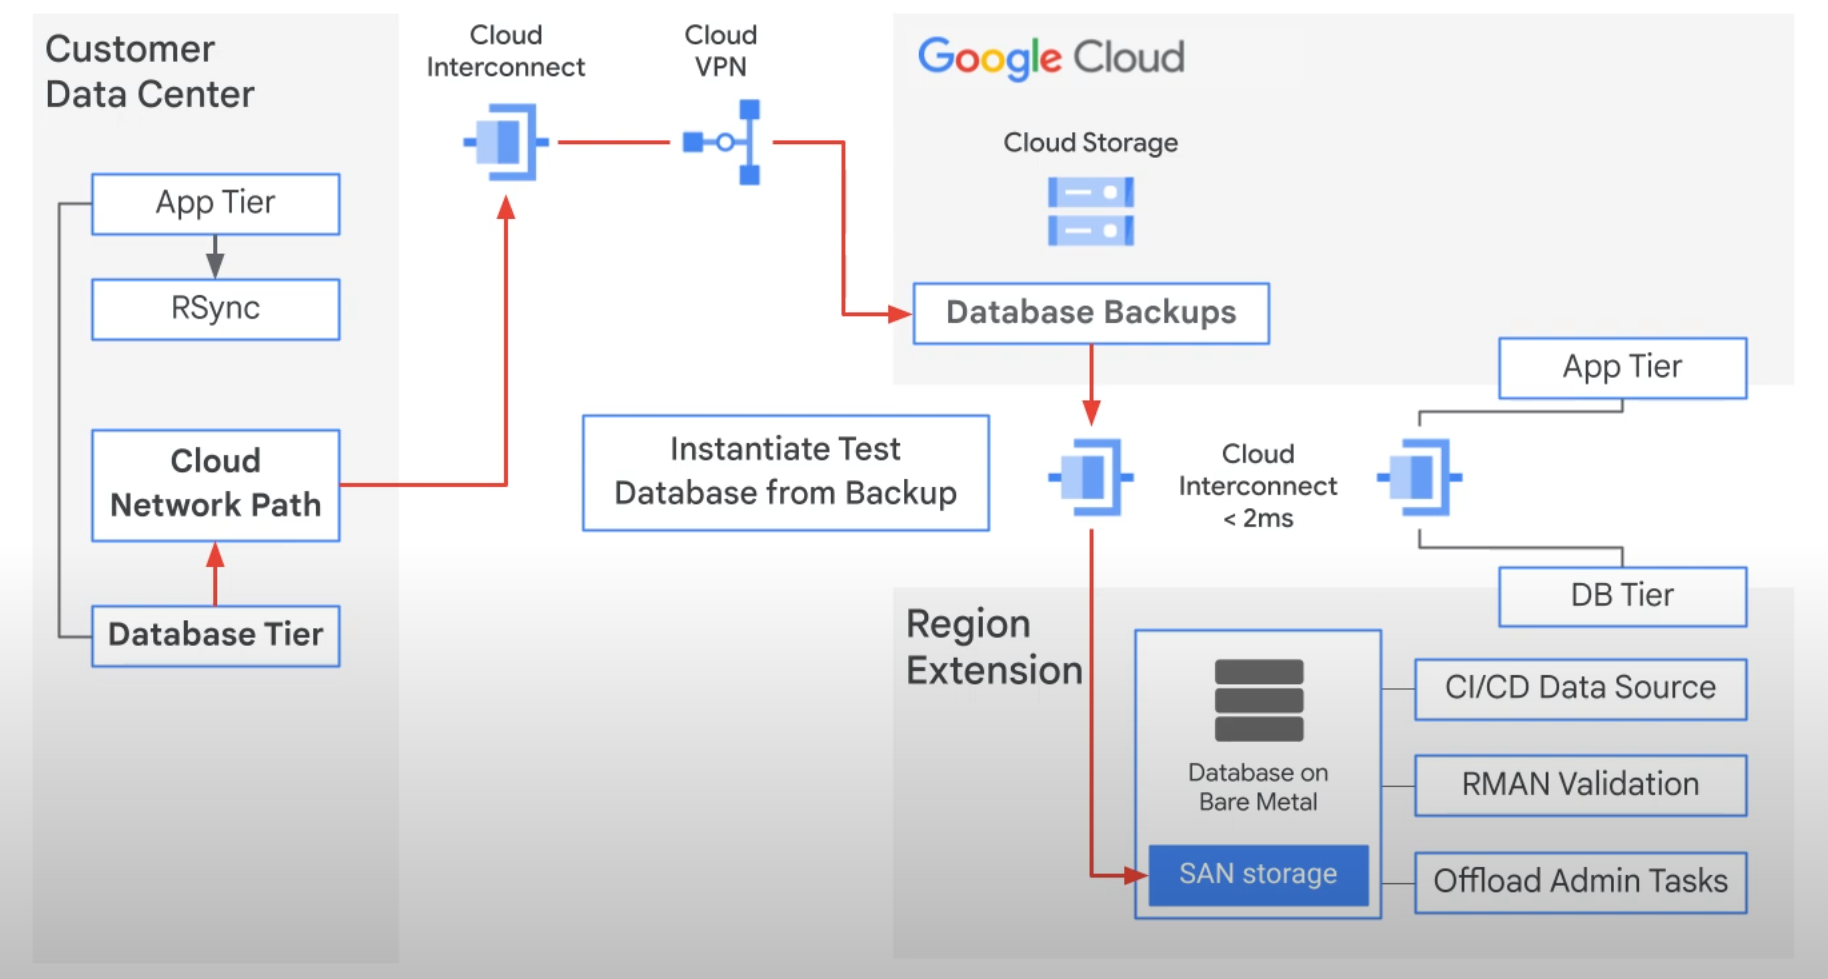 Customer
Data Center
App Tier
RSync
Cloud
Network Path
Database Tier
Cloud
Interconnect
Cloud
VPN
Google Cloud
Cloud Storage
Database Backups
Instantiate Test
Database from Backup
Cloud
Interconnect
< 2ms
App Tier
DB Tier
Region
Extension
Database on
Bare Metal
SAN storage
CI/CD Data Source
RMAN Validation
Offload Admin Tasks